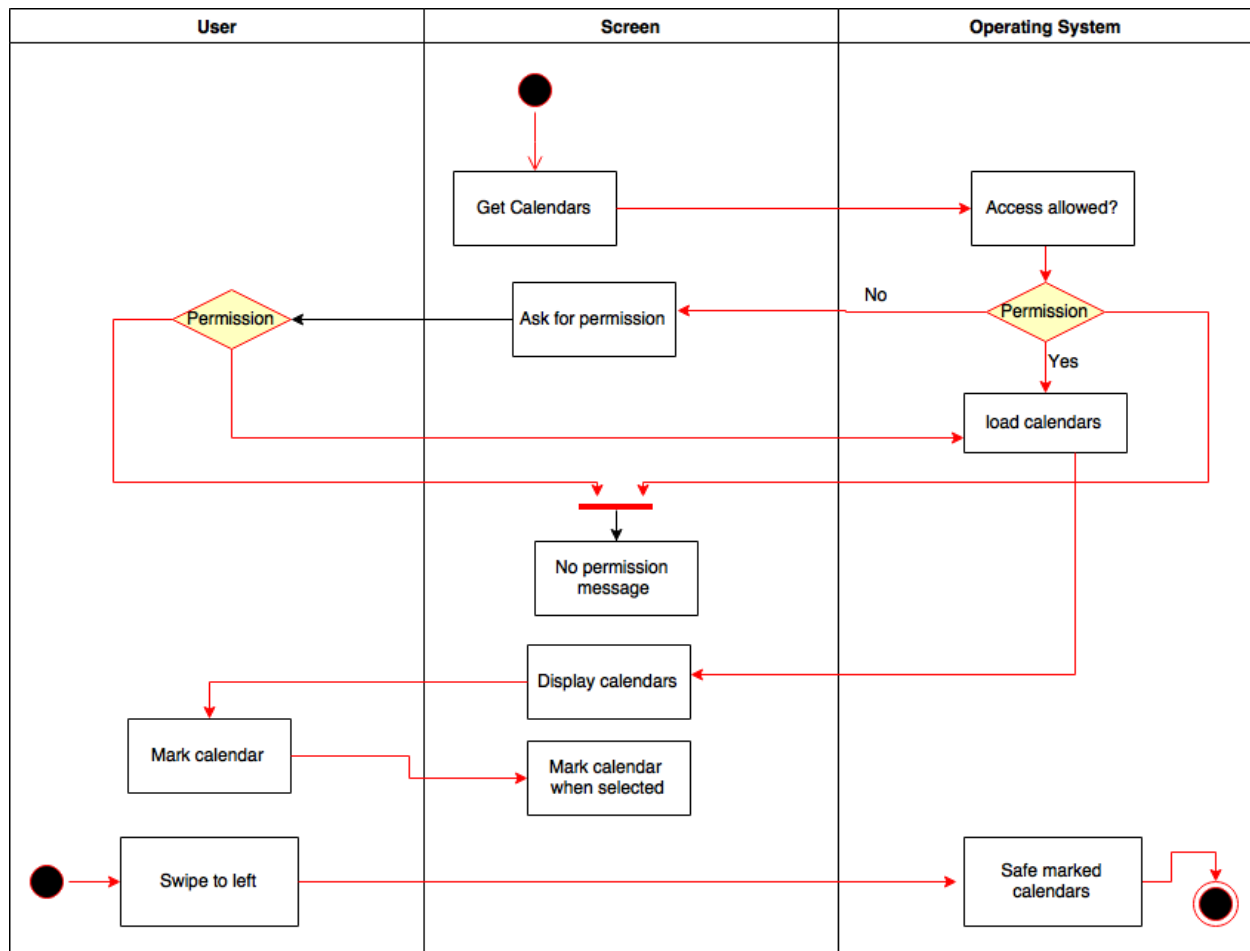 User
Screen
Operating System
Get Calendars
Access allowed?
No
Permission
Ask for permission
Permission
Yes
load calendars
No permission
message
Display calendars
Mark calendar
Mark calendar
when selected
Swipe to left
Safe marked
calendars